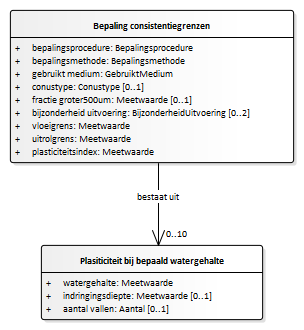 Bepaling consistentiegrenzen
+ bepalingsprocedure: Bepalingsprocedure
+ bepalingsmethode: Bepalingsmethode
+ gebruikt medium: GebruiktMedium
+ conustype: Conustype [0..1]
+ fractie groter500um: Meetwaarde [0..1]
+ bijzonderheid uitvoering: BijzonderheidUitvoering [0..2]
+ vloeigrens: Meetwaarde
+ uitrolgrens: Meetwaarde
+ plasticiteitsindex: Meetwaarde
bestaat uit
0..10
Plasiticiteit bij bepaald watergehalte
+ watergehalte: Meetwaarde
+ indringingsdiepte: Meetwaarde [0..1]
+ aantal vallen: Aantal [0..1]